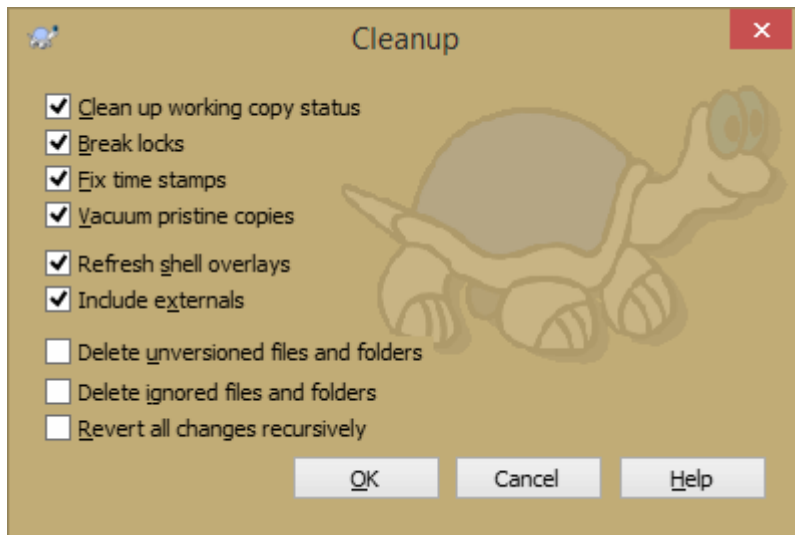 Cleanup
Clean up working copy status
Break locks
Fix time stamps
Vacuum pristine copies
Refresh shell overlays
Include externals
Delete unversioned files and folders
Delete ignored files and folders
Revert all changes recursively
OK Cancel Help